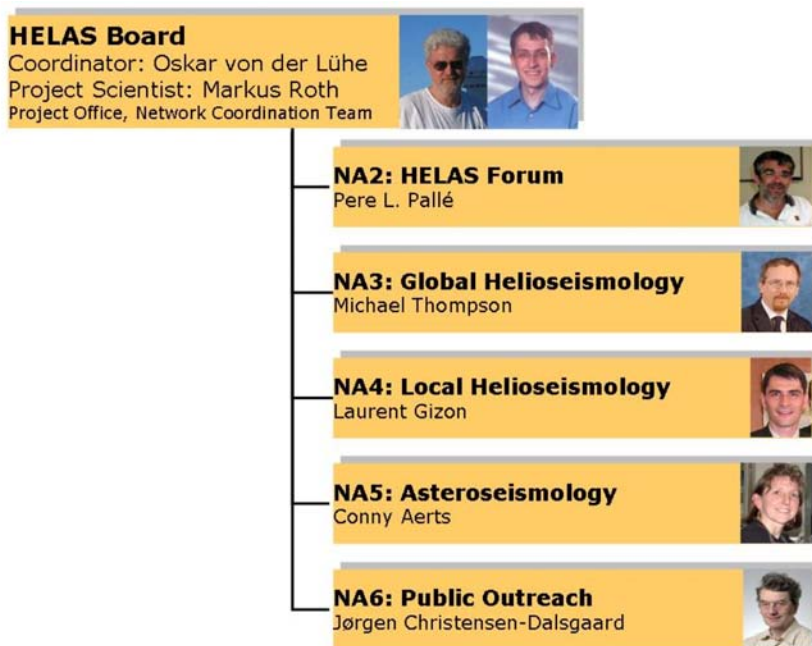 HELAS Board
Coordinator: Oskar von der Lühe
Project Scientist: Markus Roth
Project Office, Network Coordination Team
NA2: HELAS Forum
Pere L. Pallé
NA3: Global Helioseismology
Michael Thompson
NA4: Local Helioseismology
Laurent Gizon
NA5: Asteroseismology
Conny Aerts
NA6: Public Outreach
Jørgen Christensen-Dalsgaard